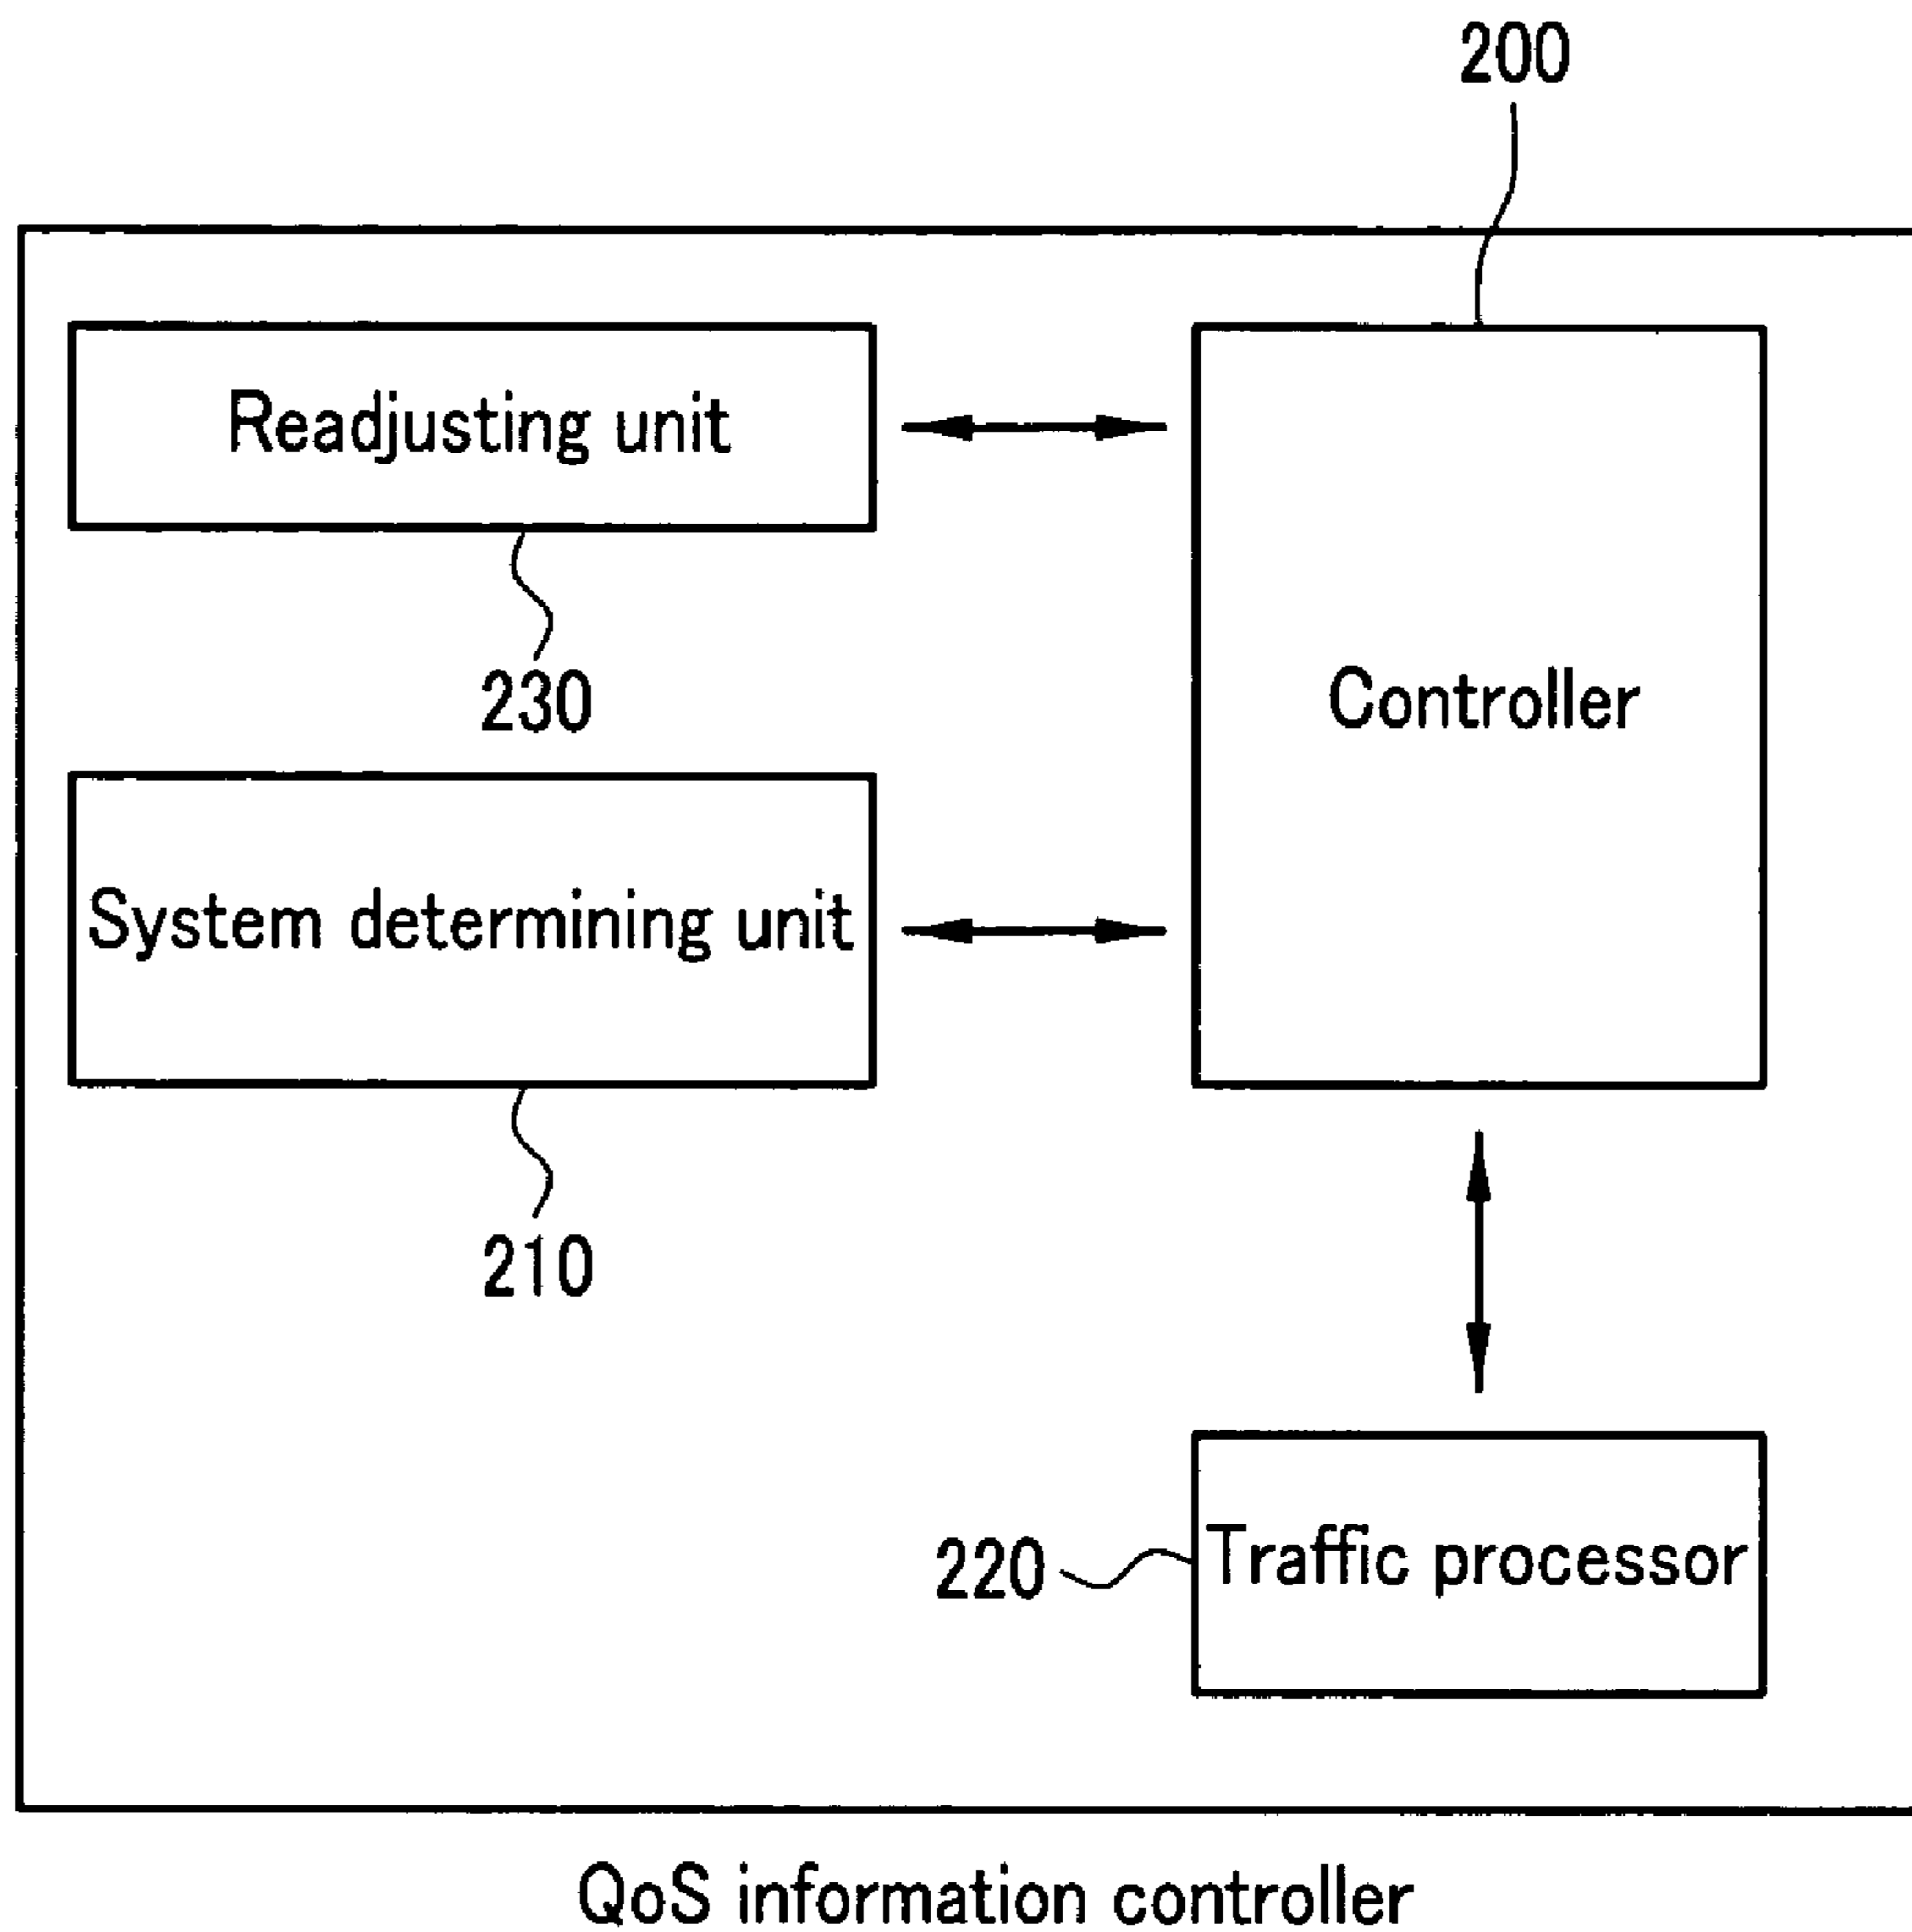 200
Readjusting unit
230
Controller
System determining unit
210
220
Traffic processor
QoS information controller